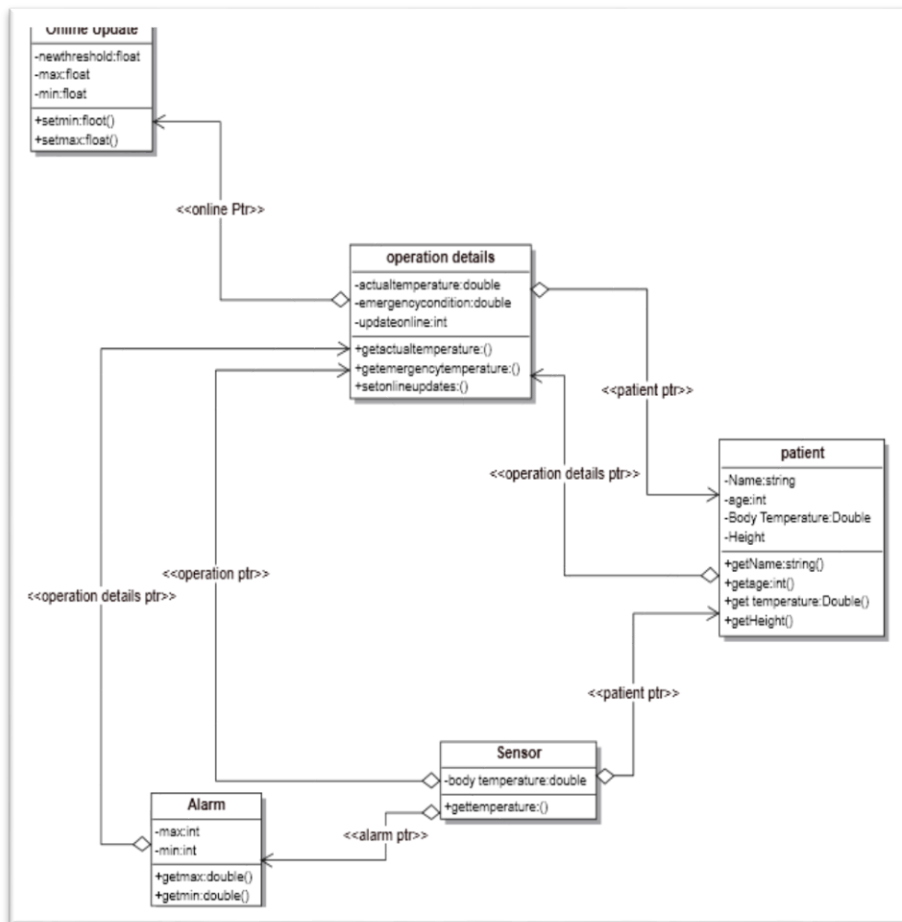 Online Update
-newthreshold:float
-max:float
-min:float
+setmin:floot()
+setmax:float()
<<online Ptr>>
operation details
-actualtemperature:double
-emergencycondition:double
-updateonline:int
+getactualtemperature:()
+getemergencytemperature:()
+setonlineupdates:()
<<patient ptr>>
<<operation details ptr>>
patient
-Name:string
-age:int
-Body Temperature:Double
-Height
+getName:string()
+getage:int()
+get temperature:Double()
+getHeight()
<<operation ptr>>
<<operation details ptr>>
<<patient ptr>>
Sensor
-body temperature:double
+gettemperature:()
Alarm
-max:int
-min:int
+getmax:double()
+getmin:double()
<<alarm ptr>>